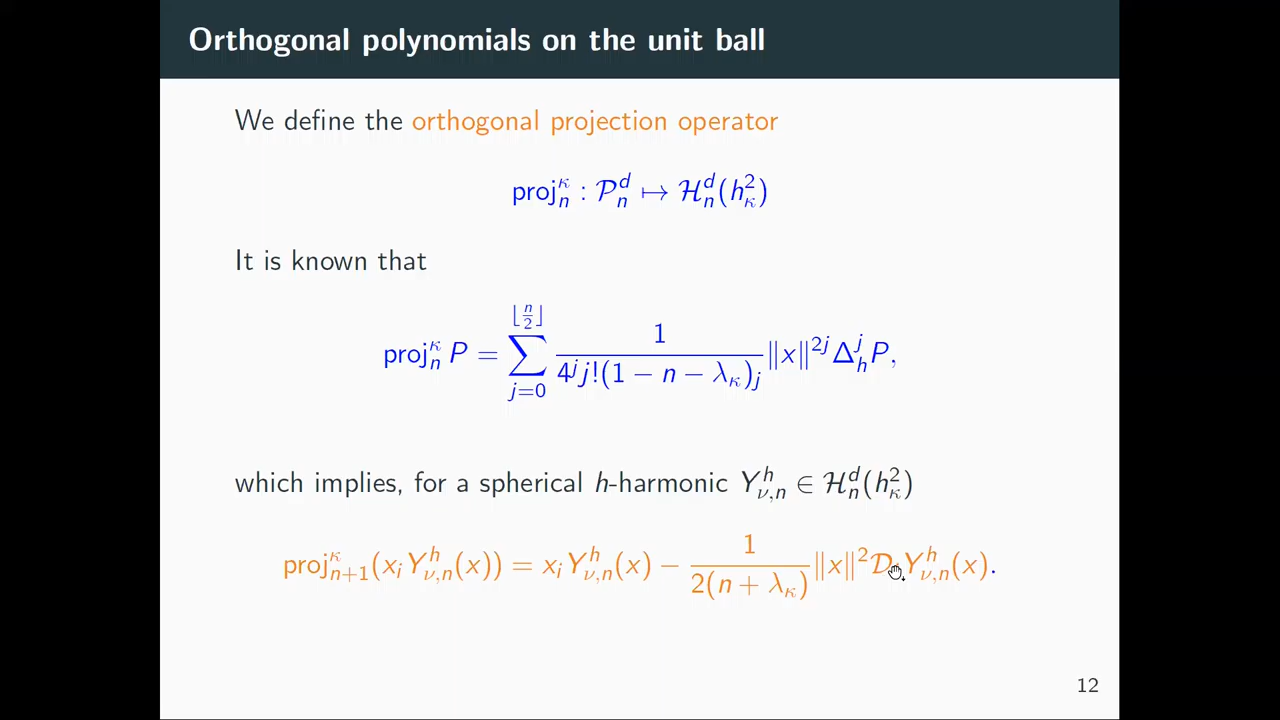 Orthogonal polynomials on the unit ball
We define the orthogonal projection operator
proj_n^κ : 𝒫_n^d ↦ ℋ_n^d(h_κ^2)
It is known that
proj_n^κ P = ∑_{j=0}^{⌊n/2⌋} \frac{1}{4^j j!(1 − n − λ_κ)_j} ‖x‖^{2j} Δ_h^j P,
which implies, for a spherical h-harmonic Y_{ν,n}^h ∈ ℋ_n^d(h_κ^2)
proj_{n+1}^κ(x_i Y_{ν,n}^h(x)) = x_i Y_{ν,n}^h(x) − \frac{1}{2(n + λ_κ)} ‖x‖^2 𝒟 Y_{ν,n}^h(x).
12